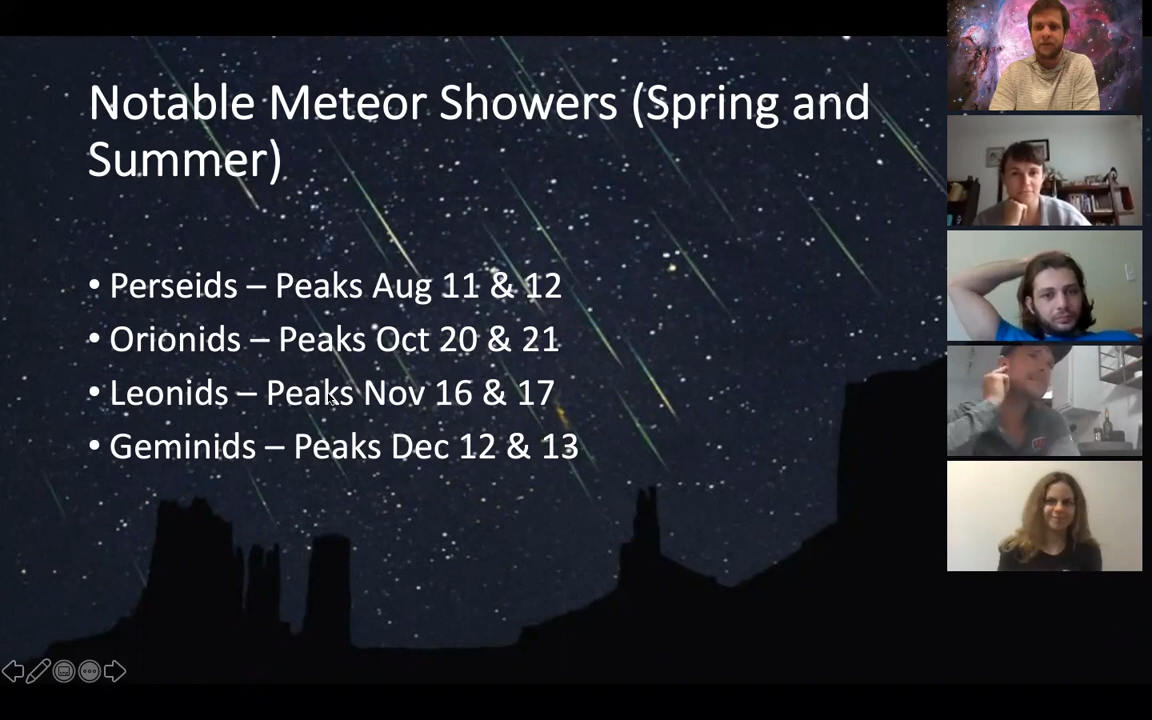 Notable Meteor Showers (Spring and
Summer)
• Perseids – Peaks Aug 11 & 12
• Orionids – Peaks Oct 20 & 21
• Leonids – Peaks Nov 16 & 17
• Geminids – Peaks Dec 12 & 13